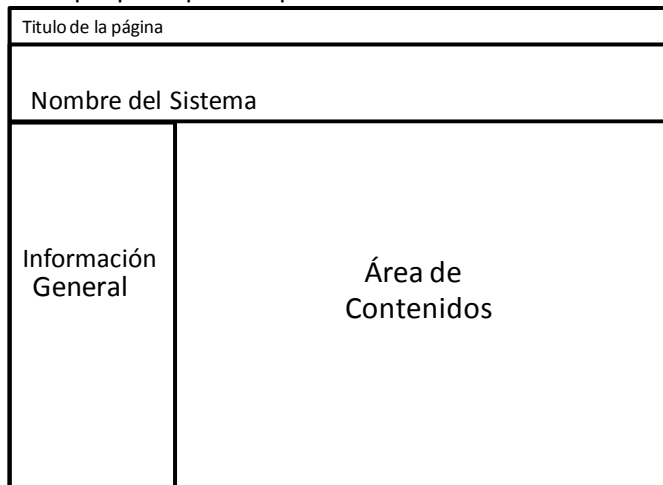 Titulo de la página
Nombre del Sistema
Información
General
Área de
Contenidos